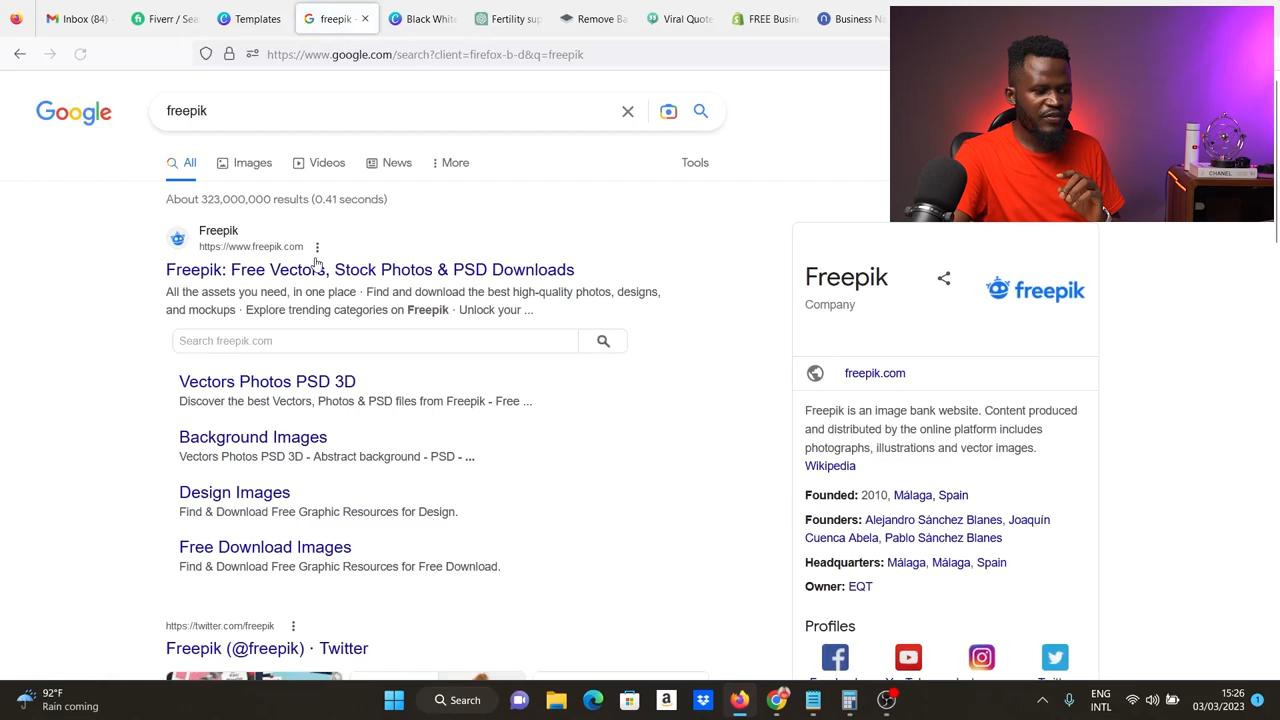 Inbox (84)
Fiverr / Sea
Templates
freepik -
Black White
Fertility sup
Remove Ba
Viral Quote
FREE Busin
Business Na
https://www.google.com/search?client=firefox-b-d&q=freepik
Google
freepik
All
Images
Videos
News
More
Tools
About 323,000,000 results (0.41 seconds)
Freepik
https://www.freepik.com
Freepik: Free Vectors, Stock Photos & PSD Downloads
All the assets you need, in one place · Find and download the best high-quality photos, designs,
and mockups · Explore trending categories on Freepik · Unlock your ...
Search freepik.com
Vectors Photos PSD 3D
Discover the best Vectors, Photos & PSD files from Freepik - Free ...
Background Images
Vectors Photos PSD 3D - Abstract background - PSD - ...
Design Images
Find & Download Free Graphic Resources for Design.
Free Download Images
Find & Download Free Graphic Resources for Free Download.
https://twitter.com/freepik
Freepik (@freepik) · Twitter
Freepik
Company
freepik
freepik.com
Freepik is an image bank website. Content produced
and distributed by the online platform includes
photographs, illustrations and vector images.
Wikipedia
Founded: 2010, Málaga, Spain
Founders: Alejandro Sánchez Blanes, Joaquín
Cuenca Abela, Pablo Sánchez Blanes
Headquarters: Málaga, Málaga, Spain
Owner: EQT
Profiles
CHANEL
92°F
Rain coming
Search
ENG
INTL
15:26
03/03/2023
1